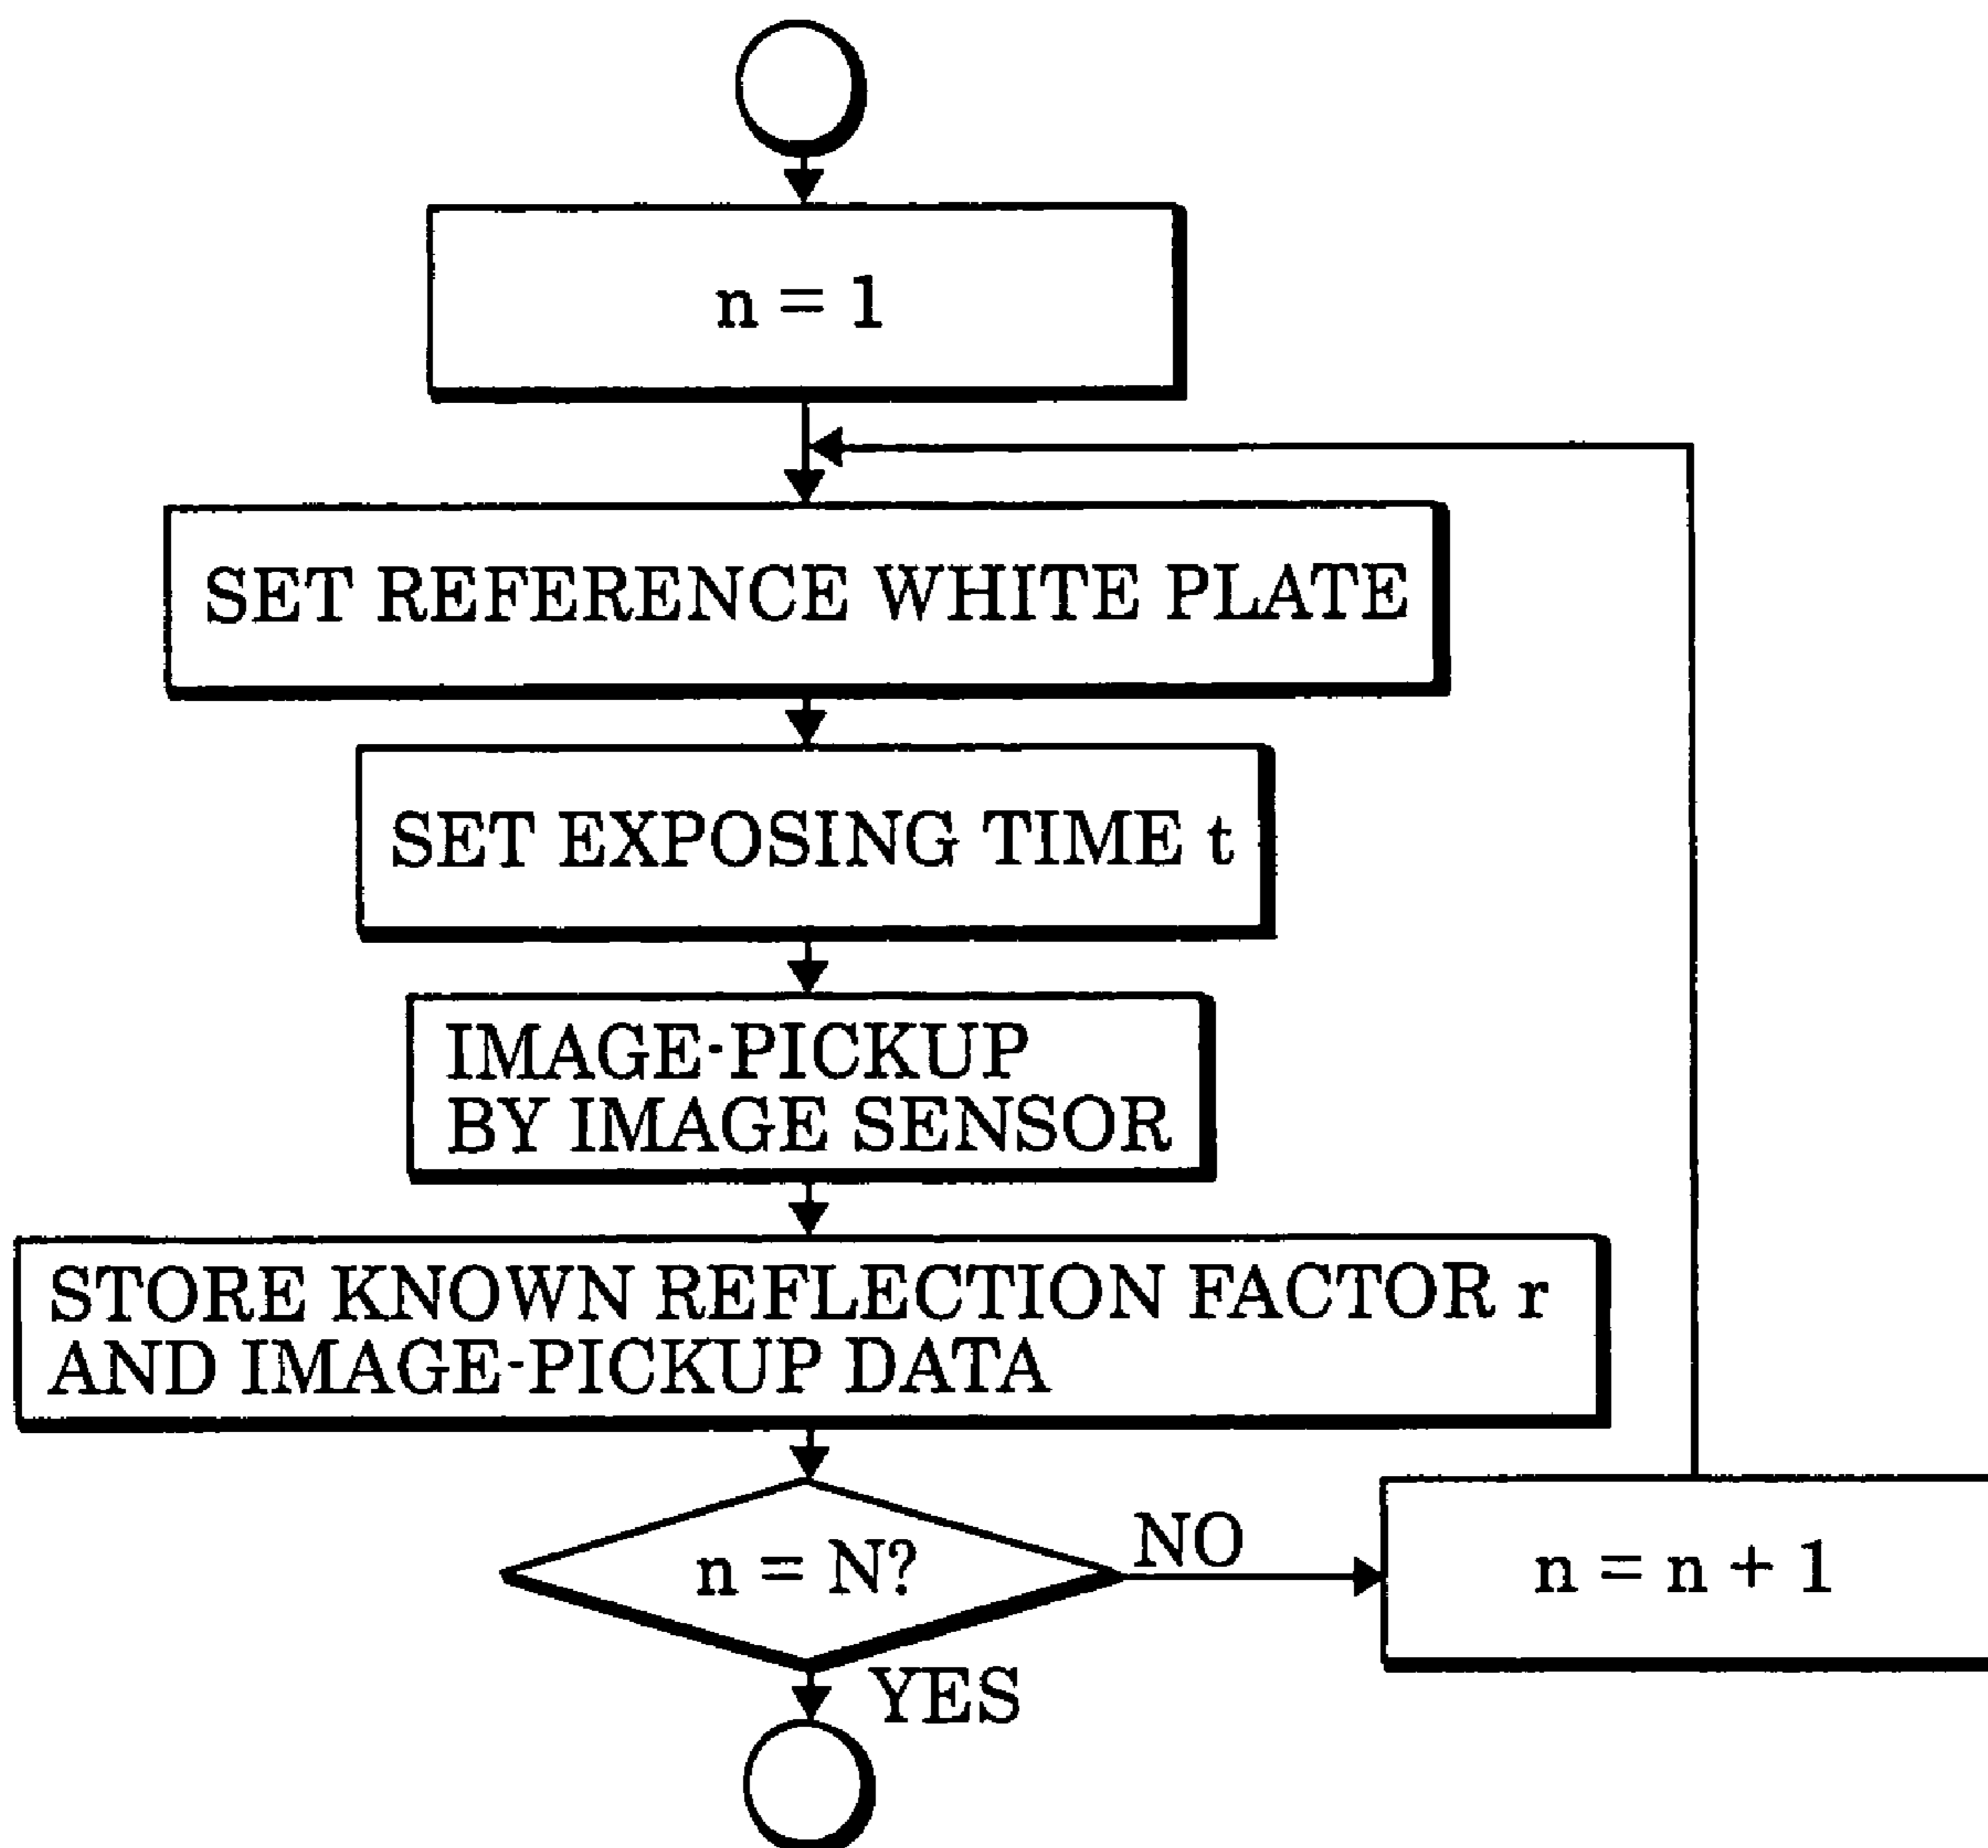 n = 1
SET REFERENCE WHITE PLATE
SET EXPOSING TIME t
IMAGE-PICKUP
BY IMAGE SENSOR
STORE KNOWN REFLECTION FACTOR r
AND IMAGE-PICKUP DATA
n = N?
NO
n = n + 1
YES